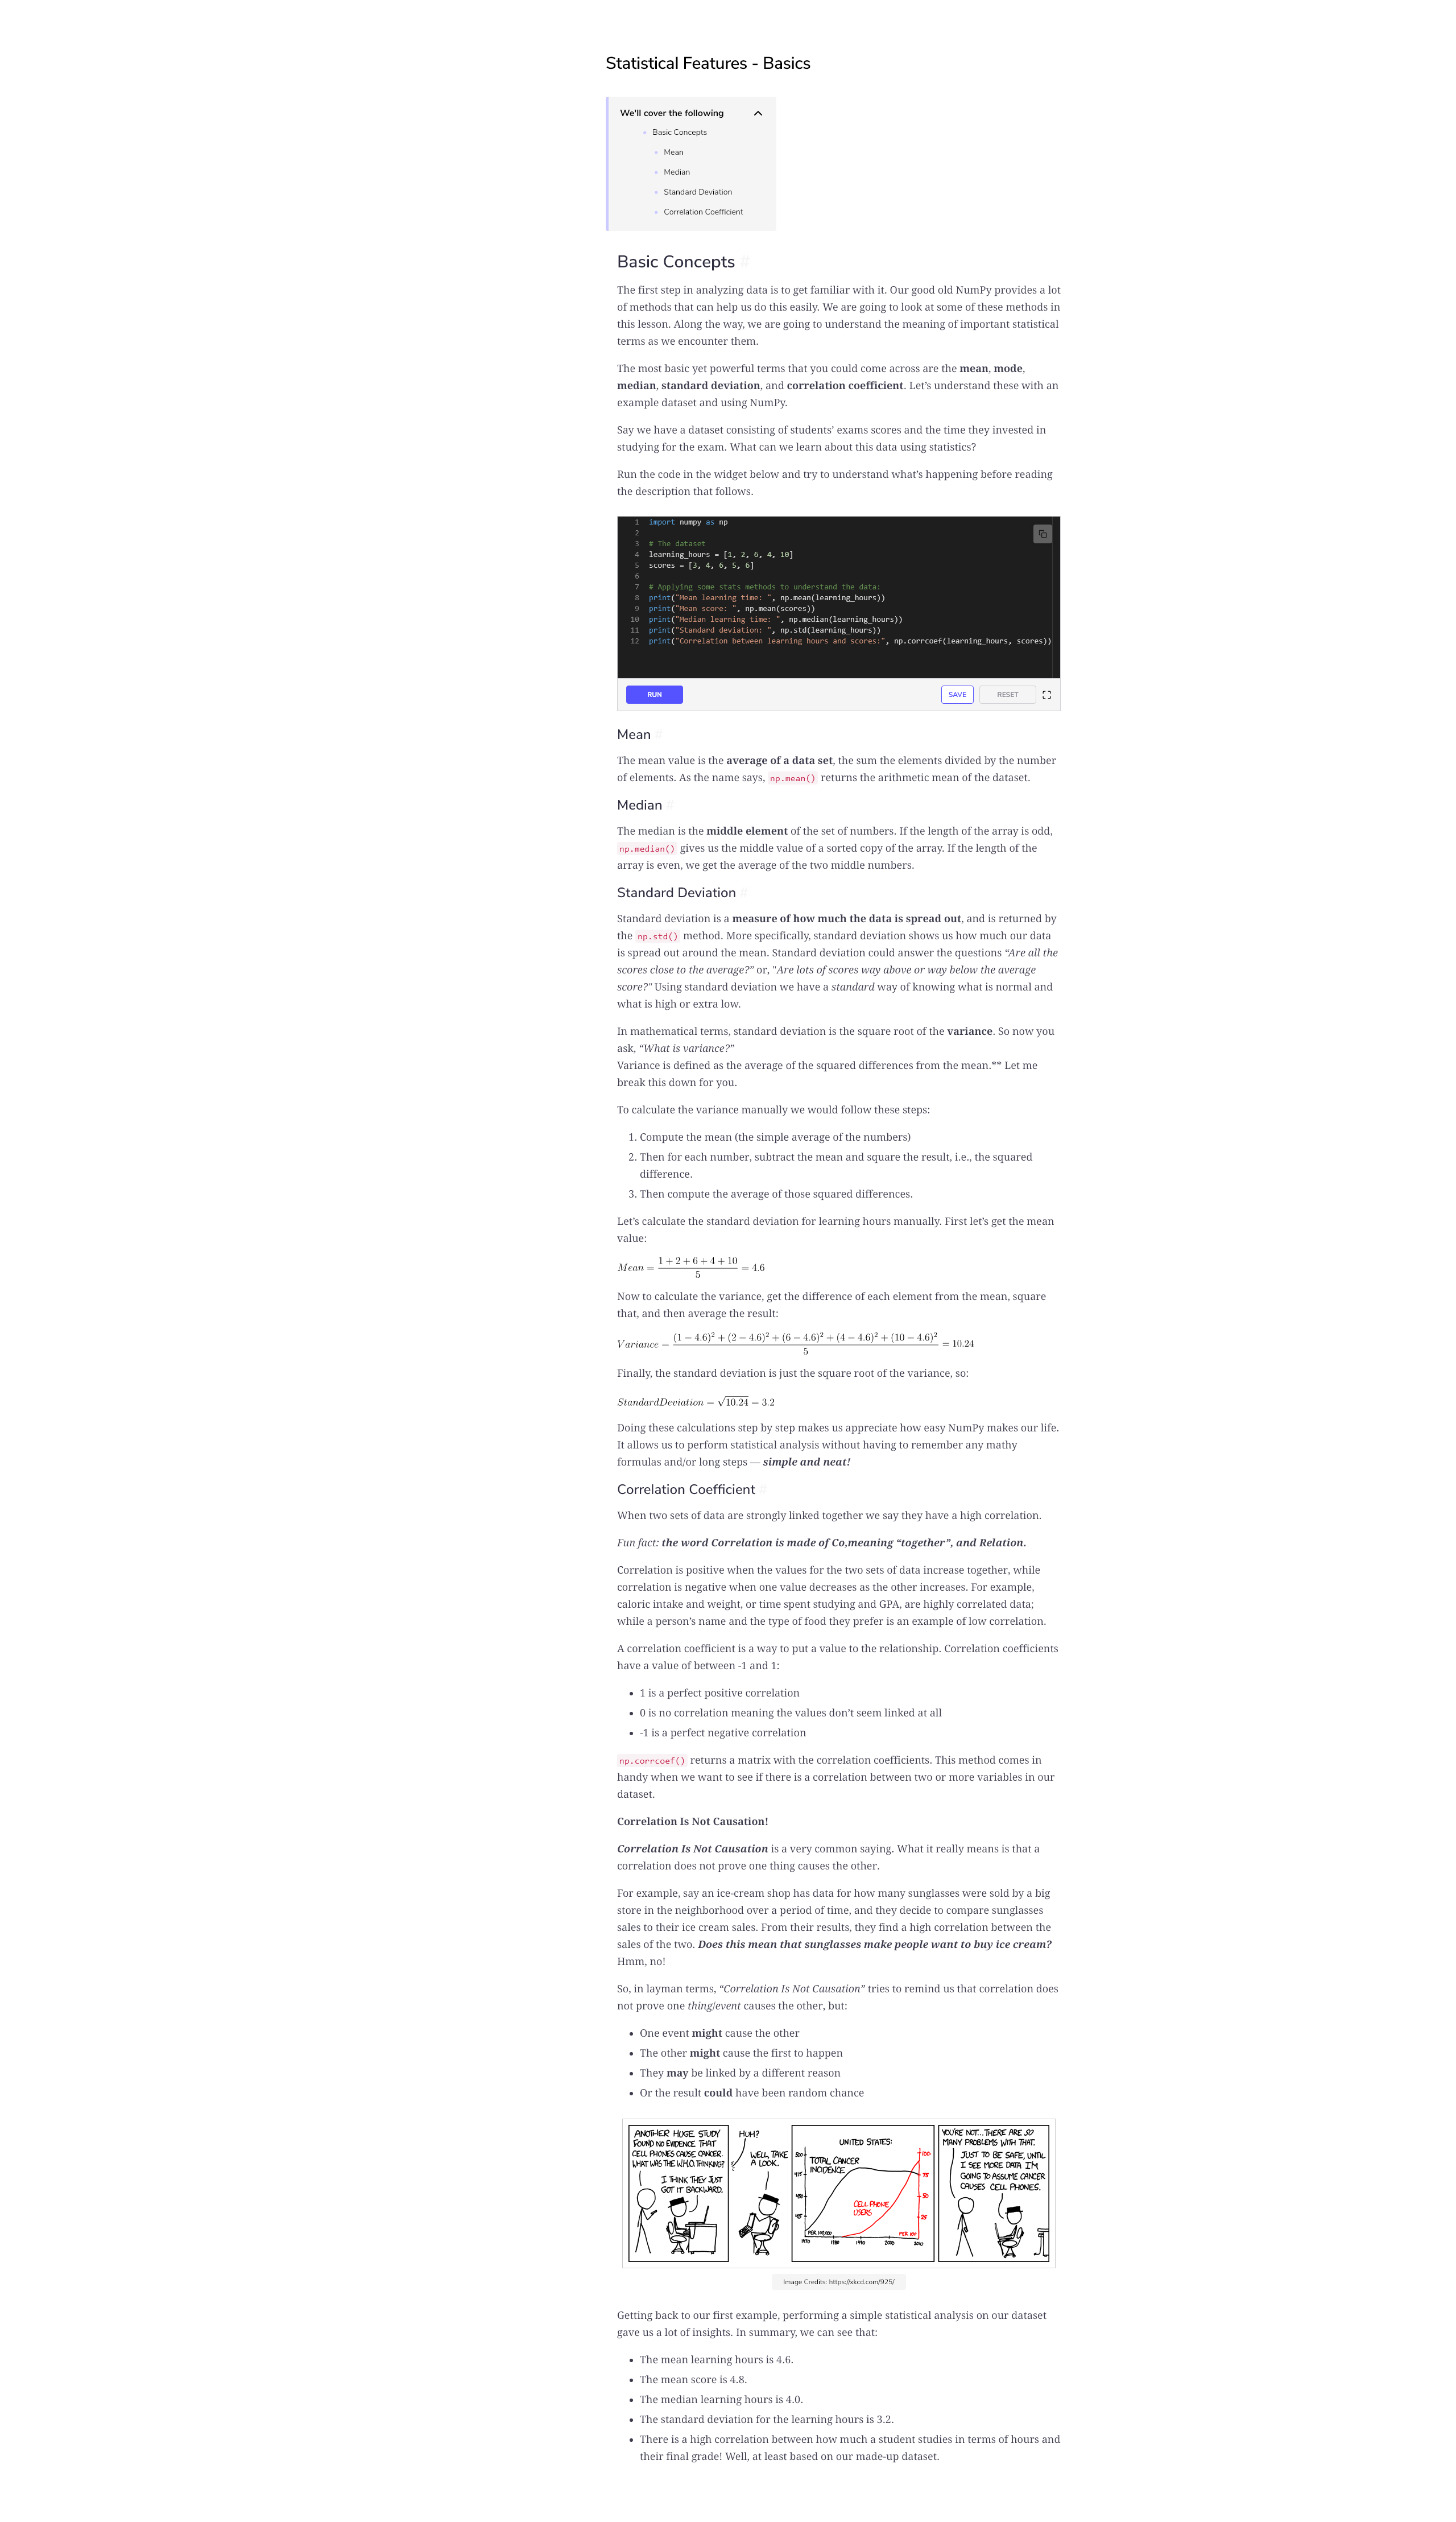 Statistical Features - Basics
We'll cover the following
Basic Concepts
Mean
Median
Standard Deviation
Correlation Coefficient
Basic Concepts #
The first step in analyzing data is to get familiar with it. Our good old NumPy provides a lot
of methods that can help us do this easily. We are going to look at some of these methods in
this lesson. Along the way, we are going to understand the meaning of important statistical
terms as we encounter them.
The most basic yet powerful terms that you could come across are the mean, mode,
median, standard deviation, and correlation coefficient. Let’s understand these with an
example dataset and using NumPy.
Say we have a dataset consisting of students’ exams scores and the time they invested in
studying for the exam. What can we learn about this data using statistics?
Run the code in the widget below and try to understand what’s happening before reading
the description that follows.
1 import numpy as np
2
3 # The dataset
4 learning_hours = [1, 2, 6, 4, 10]
5 scores = [3, 4, 6, 5, 6]
6
7 # Applying some stats methods to understand the data:
8 print("Mean learning time: ", np.mean(learning_hours))
9 print("Mean score: ", np.mean(scores))
10 print("Median learning time: ", np.median(learning_hours))
11 print("Standard deviation: ", np.std(learning_hours))
12 print("Correlation between learning hours and scores:", np.corrcoef(learning_hours, scores))
RUN SAVE RESET
Mean #
The mean value is the average of a data set, the sum the elements divided by the number
of elements. As the name says, np.mean() returns the arithmetic mean of the dataset.
Median #
The median is the middle element of the set of numbers. If the length of the array is odd,
np.median() gives us the middle value of a sorted copy of the array. If the length of the
array is even, we get the average of the two middle numbers.
Standard Deviation #
Standard deviation is a measure of how much the data is spread out, and is returned by
the np.std() method. More specifically, standard deviation shows us how much our data
is spread out around the mean. Standard deviation could answer the questions “Are all the
scores close to the average?” or, "Are lots of scores way above or way below the average
score?" Using standard deviation we have a standard way of knowing what is normal and
what is high or extra low.
In mathematical terms, standard deviation is the square root of the variance. So now you
ask, “What is variance?”
Variance is defined as the average of the squared differences from the mean.** Let me
break this down for you.
To calculate the variance manually we would follow these steps:
1. Compute the mean (the simple average of the numbers)
2. Then for each number, subtract the mean and square the result, i.e., the squared
difference.
3. Then compute the average of those squared differences.
Let’s calculate the standard deviation for learning hours manually. First let’s get the mean
value:
Mean = (1 + 2 + 6 + 4 + 10) / 5 = 4.6
Now to calculate the variance, get the difference of each element from the mean, square
that, and then average the result:
Variance = ((1 − 4.6)² + (2 − 4.6)² + (6 − 4.6)² + (4 − 4.6)² + (10 − 4.6)²) / 5 = 10.24
Finally, the standard deviation is just the square root of the variance, so:
StandardDeviation = √10.24 = 3.2
Doing these calculations step by step makes us appreciate how easy NumPy makes our life.
It allows us to perform statistical analysis without having to remember any mathy
formulas and/or long steps — simple and neat!
Correlation Coefficient #
When two sets of data are strongly linked together we say they have a high correlation.
Fun fact: the word Correlation is made of Co,meaning “together”, and Relation.
Correlation is positive when the values for the two sets of data increase together, while
correlation is negative when one value decreases as the other increases. For example,
caloric intake and weight, or time spent studying and GPA, are highly correlated data;
while a person’s name and the type of food they prefer is an example of low correlation.
A correlation coefficient is a way to put a value to the relationship. Correlation coefficients
have a value of between -1 and 1:
1 is a perfect positive correlation
0 is no correlation meaning the values don’t seem linked at all
-1 is a perfect negative correlation
np.corrcoef() returns a matrix with the correlation coefficients. This method comes in
handy when we want to see if there is a correlation between two or more variables in our
dataset.
Correlation Is Not Causation!
Correlation Is Not Causation is a very common saying. What it really means is that a
correlation does not prove one thing causes the other.
For example, say an ice-cream shop has data for how many sunglasses were sold by a big
store in the neighborhood over a period of time, and they decide to compare sunglasses
sales to their ice cream sales. From their results, they find a high correlation between the
sales of the two. Does this mean that sunglasses make people want to buy ice cream?
Hmm, no!
So, in layman terms, “Correlation Is Not Causation” tries to remind us that correlation does
not prove one thing/event causes the other, but:
One event might cause the other
The other might cause the first to happen
They may be linked by a different reason
Or the result could have been random chance
ANOTHER HUGE STUDY
FOUND NO EVIDENCE THAT
CELL PHONES CAUSE CANCER.
WHAT WAS THE W.H.O. THINKING?
I THINK THEY JUST
GOT IT BACKWARD.
HUH?
WELL, TAKE
A LOOK.
UNITED STATES:
TOTAL CANCER
INCIDENCE
CELL PHONE
USERS
500
475
450
425
100
75
50
25
PER 100,000
PER 100
1970 1980 1990 2000 2010
YOU'RE NOT... THERE ARE SO
MANY PROBLEMS WITH THAT.
JUST TO BE SAFE, UNTIL
I SEE MORE DATA I'M
GOING TO ASSUME CANCER
CAUSES CELL PHONES.
Image Credits: https://xkcd.com/925/
Getting back to our first example, performing a simple statistical analysis on our dataset
gave us a lot of insights. In summary, we can see that:
The mean learning hours is 4.6.
The mean score is 4.8.
The median learning hours is 4.0.
The standard deviation for the learning hours is 3.2.
There is a high correlation between how much a student studies in terms of hours and
their final grade! Well, at least based on our made-up dataset.